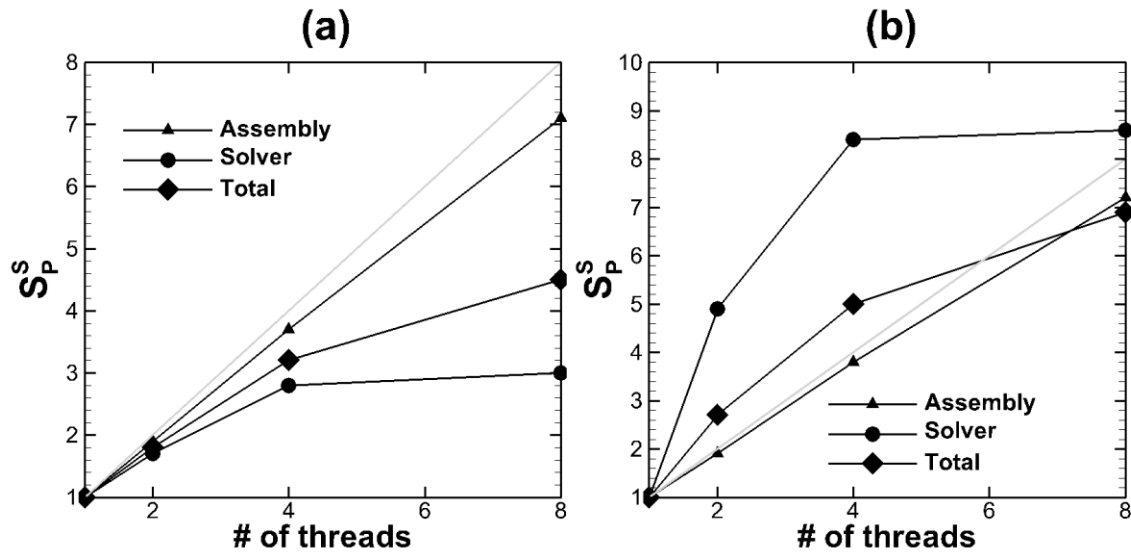 (a)
8
7
6
5
4
3
2
1
S_P^S
Assembly
Solver
Total
2
4
6
8
# of threads
(b)
10
9
8
7
6
5
4
3
2
1
S_P^S
Assembly
Solver
Total
2
4
6
8
# of threads